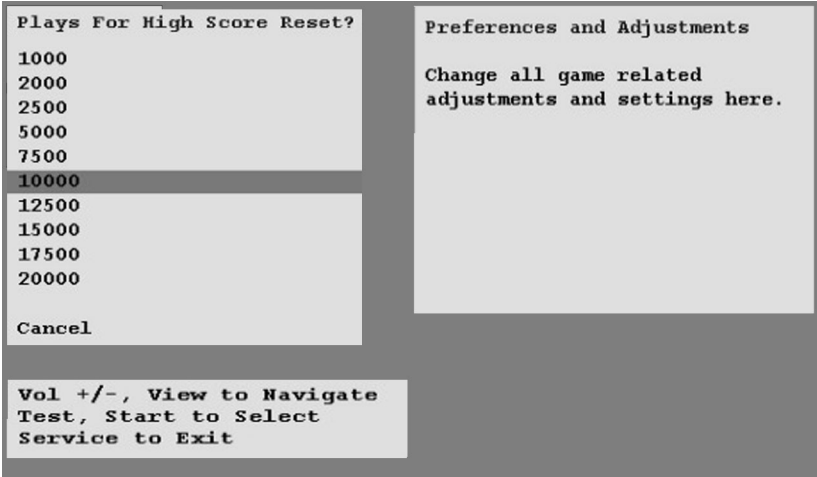 Plays For High Score Reset?
1000
2000
2500
5000
7500
10000
12500
15000
17500
20000
Cancel
Preferences and Adjustments
Change all game related
adjustments and settings here.
Vol +/-, View to Navigate
Test, Start to Select
Service to Exit